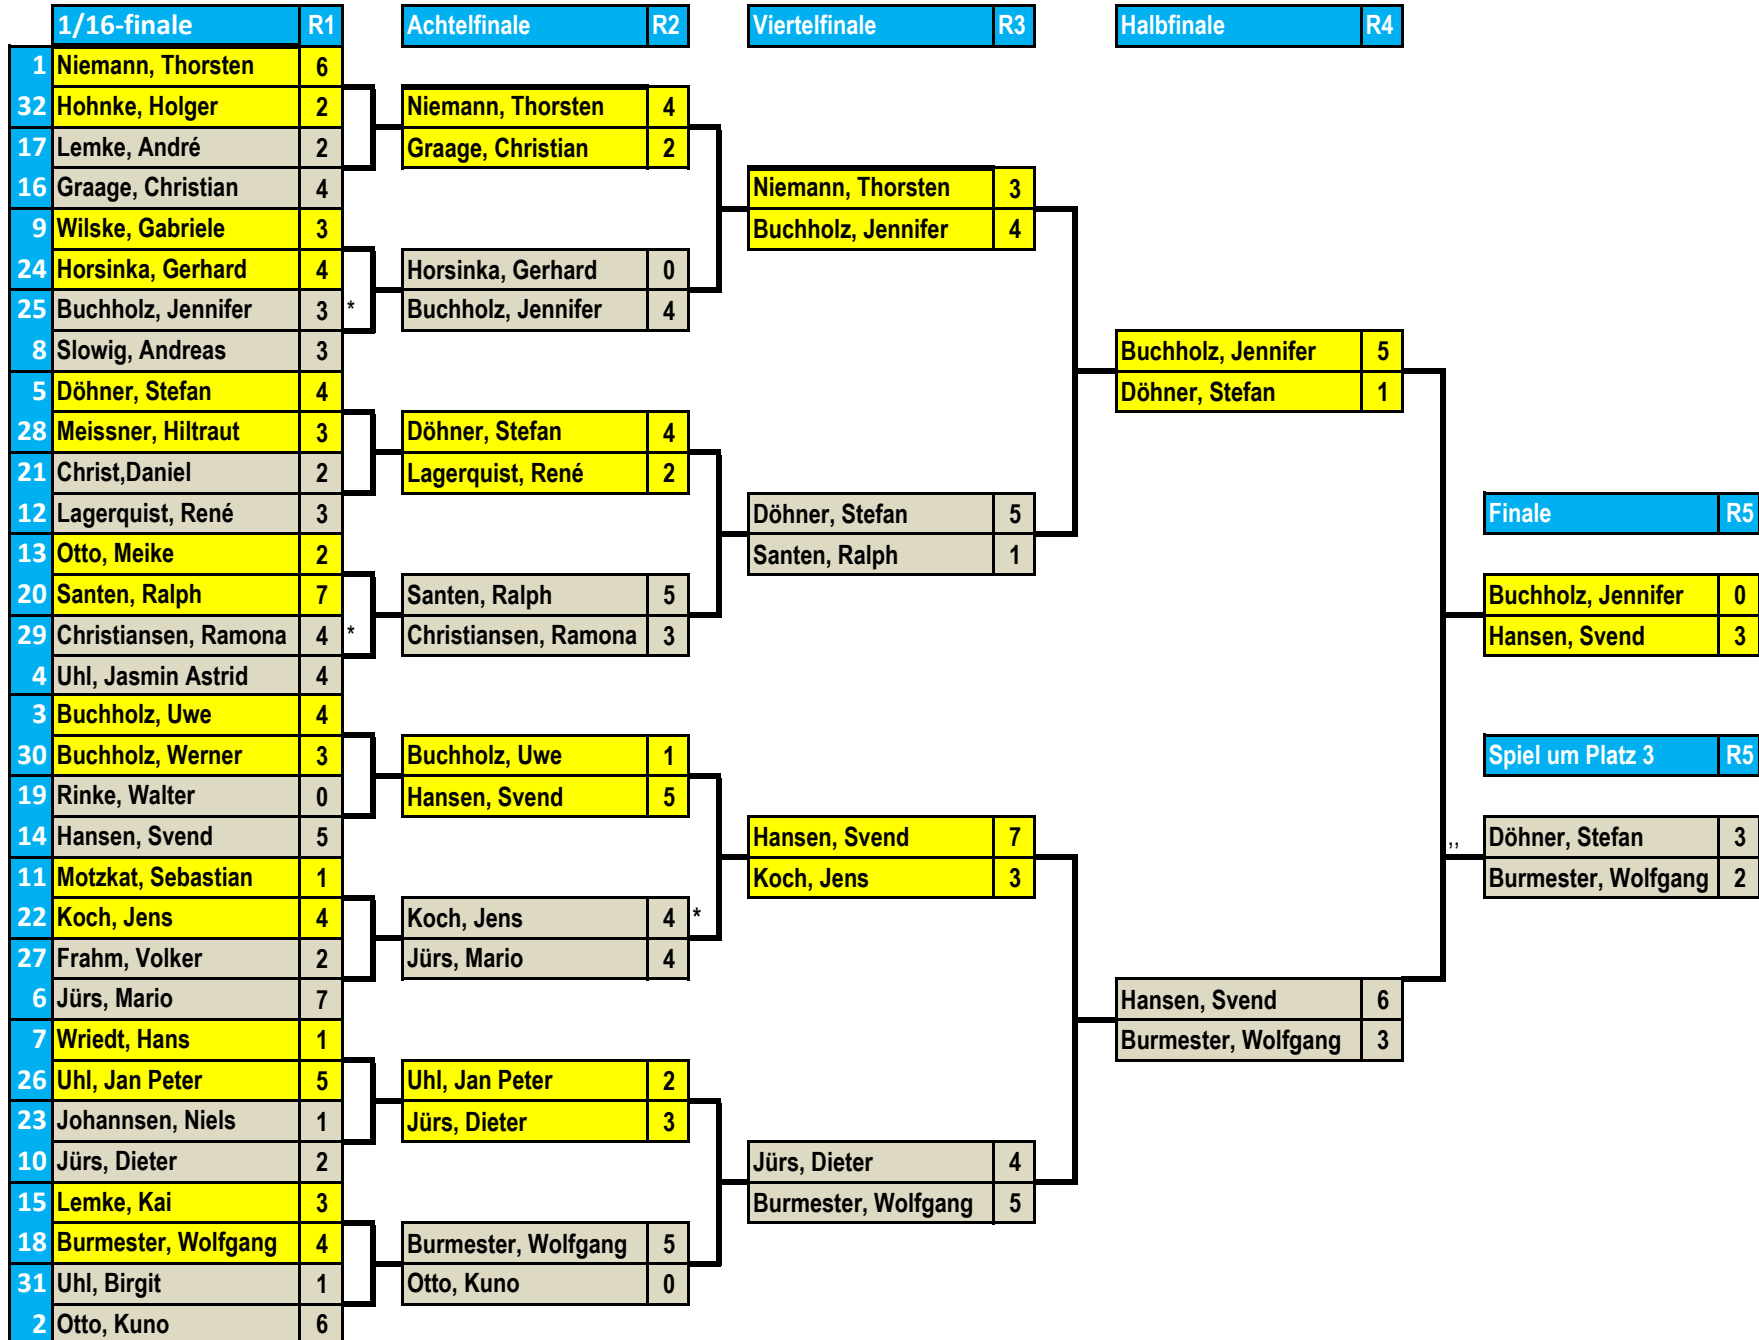 1/16-finale R1 Achtelfinale R2 Viertelfinale R3 Halbfinale R4
1 Niemann, Thorsten 6
32 Hohnke, Holger 2 Niemann, Thorsten 4
17 Lemke, André 2 Graage, Christian 2
16 Graage, Christian 4 Niemann, Thorsten 3
9 Wilske, Gabriele 3 Buchholz, Jennifer 4
24 Horsinka, Gerhard 4 Horsinka, Gerhard 0
25 Buchholz, Jennifer 3 * Buchholz, Jennifer 4
8 Slowig, Andreas 3 Buchholz, Jennifer 5
5 Döhner, Stefan 4 Döhner, Stefan 1
28 Meissner, Hiltraut 3 Döhner, Stefan 4
21 Christ,Daniel 2 Lagerquist, René 2
12 Lagerquist, René 3 Döhner, Stefan 5 Finale R5
13 Otto, Meike 2 Santen, Ralph 1
20 Santen, Ralph 7 Santen, Ralph 5 Buchholz, Jennifer 0
29 Christiansen, Ramona 4 * Christiansen, Ramona 3 Hansen, Svend 3
4 Uhl, Jasmin Astrid 4
3 Buchholz, Uwe 4
30 Buchholz, Werner 3 Buchholz, Uwe 1 Spiel um Platz 3 R5
19 Rinke, Walter 0 Hansen, Svend 5
14 Hansen, Svend 5 Hansen, Svend 7 ,, Döhner, Stefan 3
11 Motzkat, Sebastian 1 Koch, Jens 3 Burmester, Wolfgang 2
22 Koch, Jens 4 Koch, Jens 4 *
27 Frahm, Volker 2 Jürs, Mario 4
6 Jürs, Mario 7 Hansen, Svend 6
7 Wriedt, Hans 1 Burmester, Wolfgang 3
26 Uhl, Jan Peter 5 Uhl, Jan Peter 2
23 Johannsen, Niels 1 Jürs, Dieter 3
10 Jürs, Dieter 2 Jürs, Dieter 4
15 Lemke, Kai 3 Burmester, Wolfgang 5
18 Burmester, Wolfgang 4 Burmester, Wolfgang 5
31 Uhl, Birgit 1 Otto, Kuno 0
2 Otto, Kuno 6